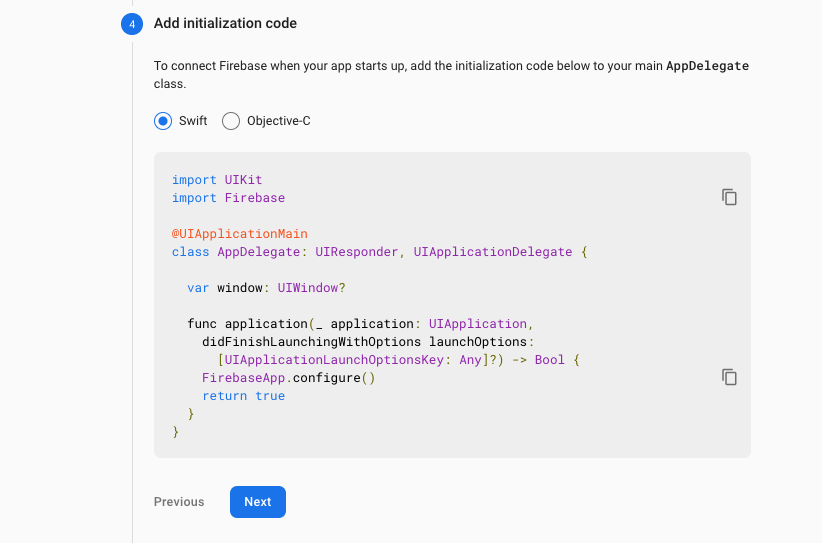 4 Add initialization code
To connect Firebase when your app starts up, add the initialization code below to your main AppDelegate
class.
Swift Objective-C
import UIKit
import Firebase
@UIApplicationMain
class AppDelegate: UIResponder, UIApplicationDelegate {
  var window: UIWindow?
  func application(_ application: UIApplication,
    didFinishLaunchingWithOptions launchOptions:
      [UIApplicationLaunchOptionsKey: Any]?) -> Bool {
    FirebaseApp.configure()
    return true
  }
}
Previous Next